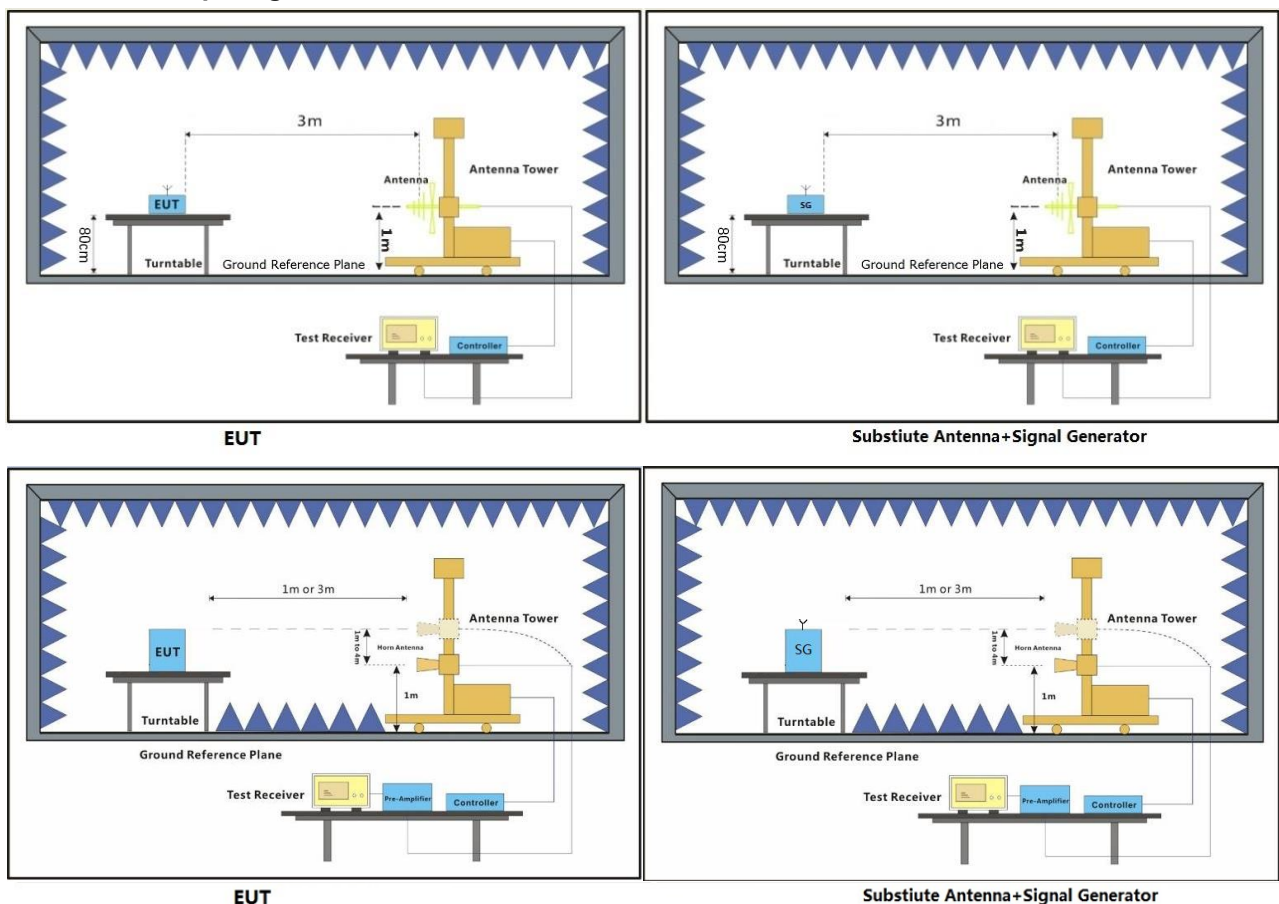 3m
Antenna Tower
Antenna
EUT
80cm
1m
Turntable
Ground Reference Plane
Test Receiver
Controller
EUT
3m
Antenna Tower
Antenna
SG
80cm
1m
Turntable
Ground Reference Plane
Test Receiver
Controller
Substiute Antenna+Signal Generator
1m or 3m
Antenna Tower
EUT
1m to 4m
Horn Antenna
1m
Turntable
Ground Reference Plane
Test Receiver
Pre-Amplifier
Controller
EUT
1m or 3m
Antenna Tower
SG
1m to 4m
Horn Antenna
1m
Turntable
Ground Reference Plane
Test Receiver
Pre-Amplifier
Controller
Substiute Antenna+Signal Generator